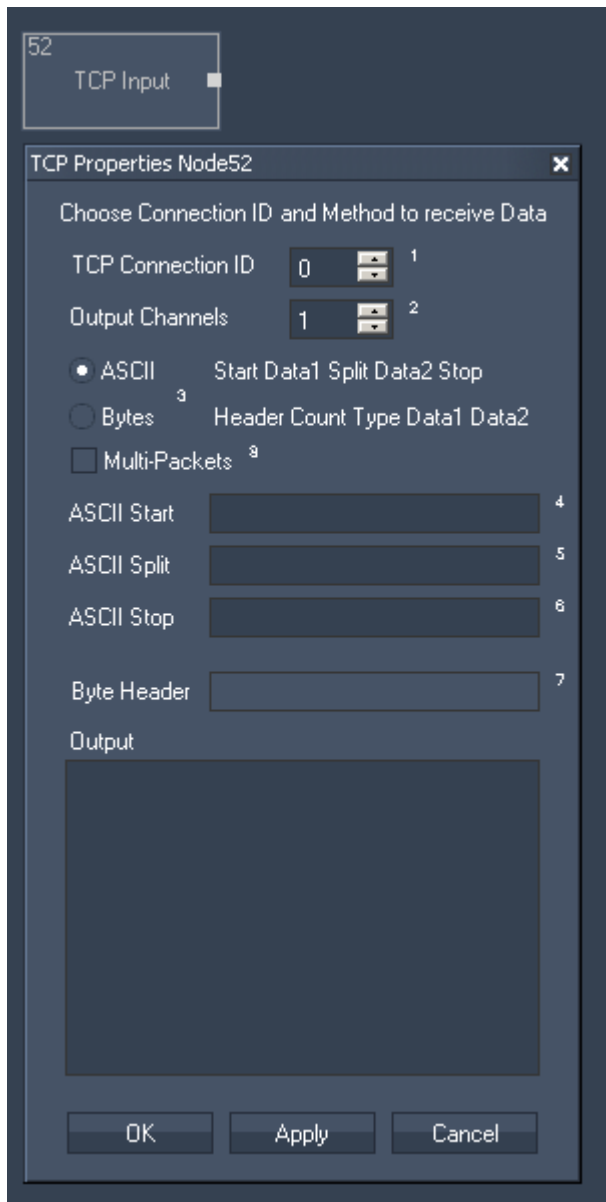 52
TCP Input
TCP Properties Node52
Choose Connection ID and Method to receive Data
TCP Connection ID 0 1
Output Channels 1 2
ASCII Start Data1 Split Data2 Stop
3
Bytes Header Count Type Data1 Data2
Multi-Packets
ASCII Start 4
ASCII Split 5
ASCII Stop 6
Byte Header 7
Output
OK Apply Cancel